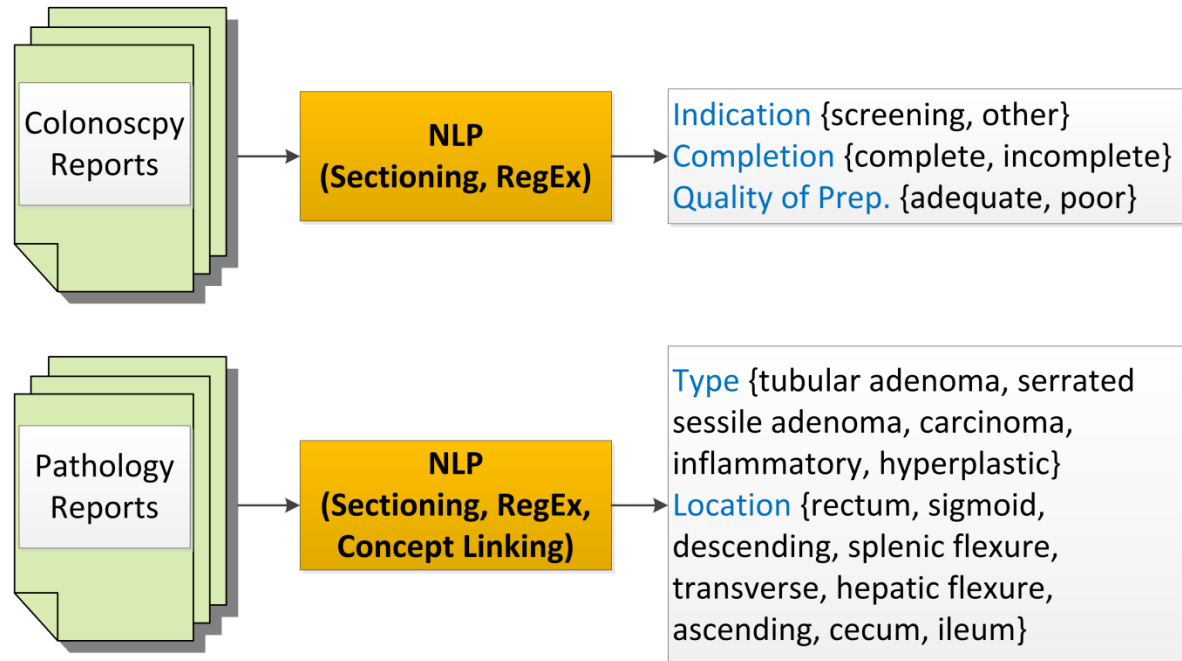 Colonoscpy
Reports
NLP
(Sectioning, RegEx)
Indication {screening, other}
Completion {complete, incomplete}
Quality of Prep. {adequate, poor}
Pathology
Reports
NLP
(Sectioning, RegEx,
Concept Linking)
Type {tubular adenoma, serrated
sessile adenoma, carcinoma,
inflammatory, hyperplastic}
Location {rectum, sigmoid,
descending, splenic flexure,
transverse, hepatic flexure,
ascending, cecum, ileum}